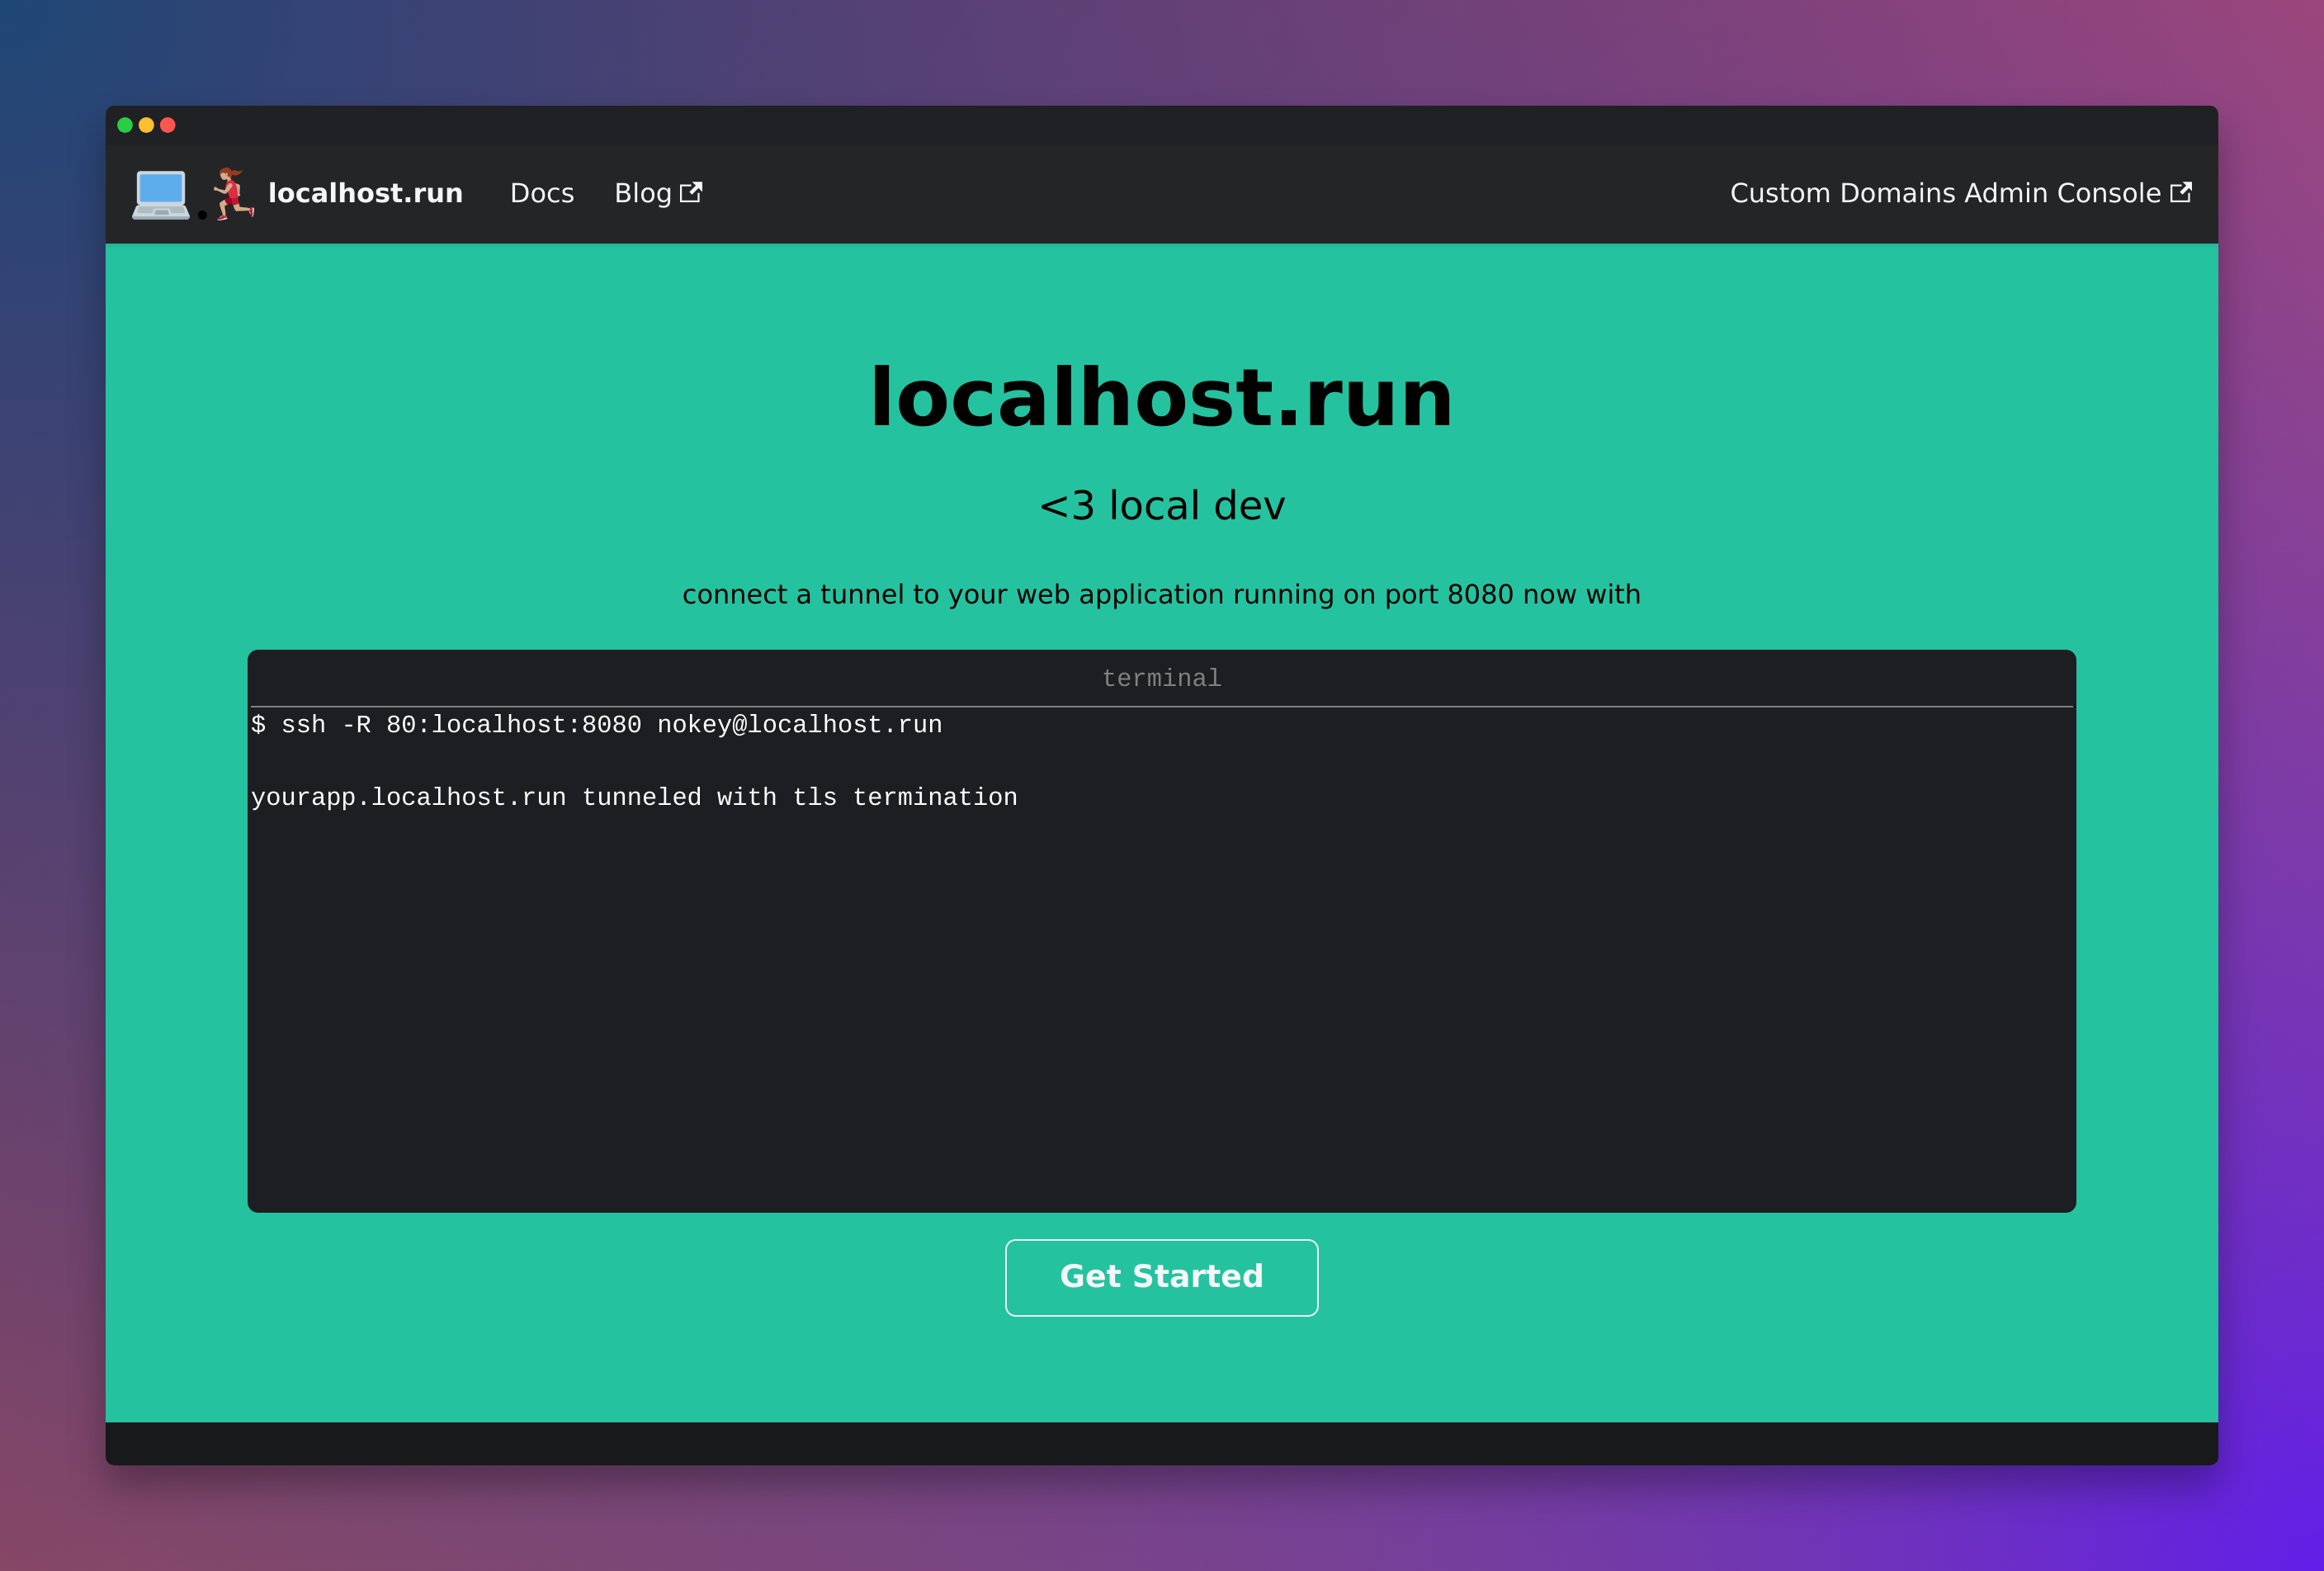 localhost.run Docs Blog Custom Domains Admin Console
localhost.run
<3 local dev
connect a tunnel to your web application running on port 8080 now with
terminal
$ ssh -R 80:localhost:8080 nokey@localhost.run
yourapp.localhost.run tunneled with tls termination
Get Started